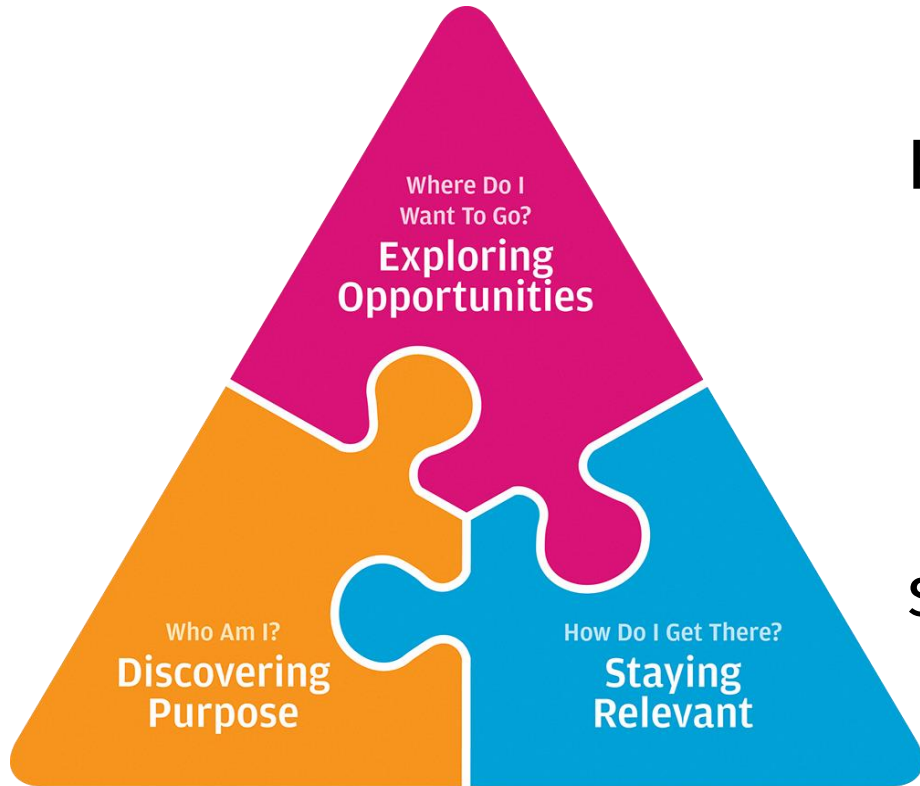 Where Do I
Want To Go?
Exploring
Opportunities
Who Am I?
Discovering
Purpose
How Do I Get There?
Staying
Relevant